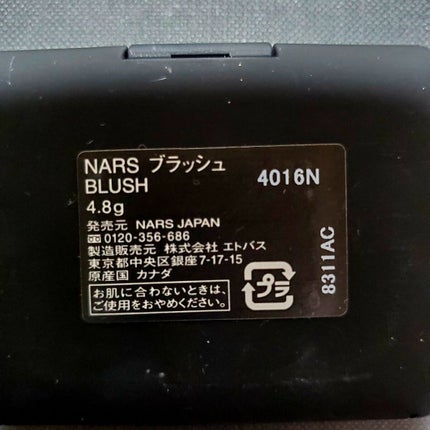 NARS ブラッシュ
BLUSH
4016N
4.8g
発売元 NARS JAPAN
0120-356-686
製造販売元 株式会社 エトバス
東京都中央区銀座7-17-15
原産国 カナダ
お肌に合わないときは、
ご使用をおやめください。
プラ
8311AC